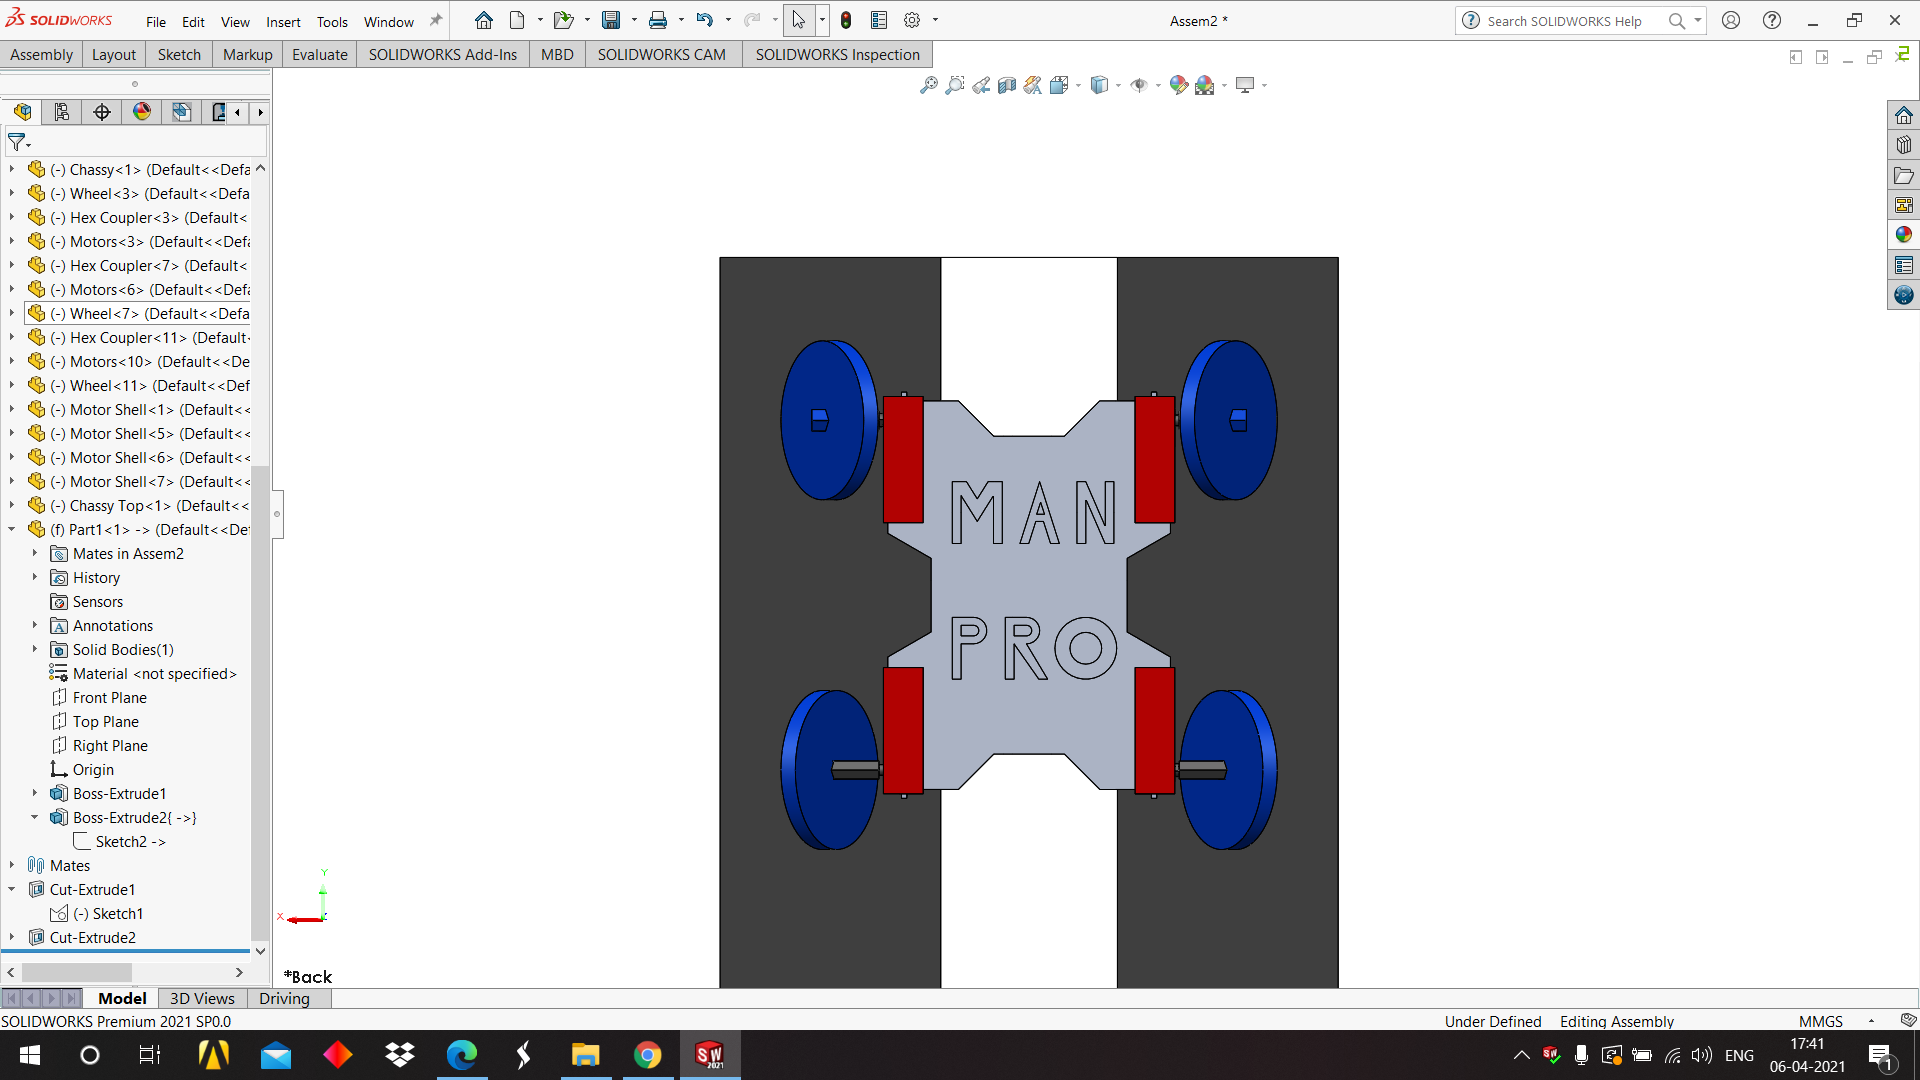 SOLIDWORKS File Edit View Insert Tools Window Assem2 * Search SOLIDWORKS Help
Assembly Layout Sketch Markup Evaluate SOLIDWORKS Add-Ins MBD SOLIDWORKS CAM SOLIDWORKS Inspection
(-) Chassy<1> (Default<<Defa
(-) Wheel<3> (Default<<Defa
(-) Hex Coupler<3> (Default<
(-) Motors<3> (Default<<Defa
(-) Hex Coupler<7> (Default<
(-) Motors<6> (Default<<Defa
(-) Wheel<7> (Default<<Defa
(-) Hex Coupler<11> (Default<
(-) Motors<10> (Default<<De
(-) Wheel<11> (Default<<Def
(-) Motor Shell<1> (Default<<
(-) Motor Shell<5> (Default<<
(-) Motor Shell<6> (Default<<
(-) Motor Shell<7> (Default<<
(-) Chassy Top<1> (Default<<
(f) Part1<1> -> (Default<<De
Mates in Assem2
History
Sensors
Annotations
Solid Bodies(1)
Material <not specified>
Front Plane
Top Plane
Right Plane
Origin
Boss-Extrude1
Boss-Extrude2{ ->}
Sketch2 ->
Mates
Cut-Extrude1
(-) Sketch1
Cut-Extrude2
MAN
PRO
Y
X
*Back
Model 3D Views Driving
SOLIDWORKS Premium 2021 SP0.0 Under Defined Editing Assembly MMGS
SW 2021
ENG
17:41
06-04-2021
1